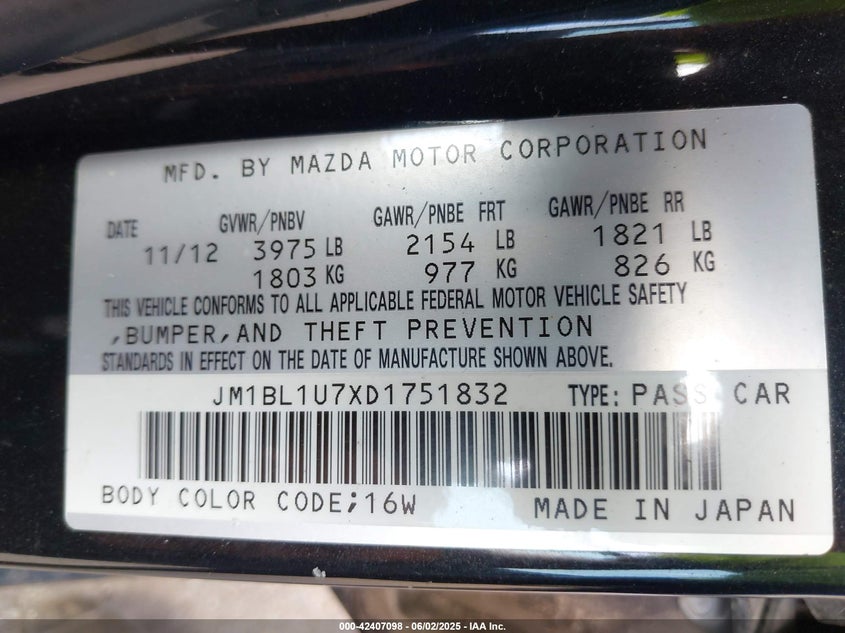 MFD. BY MAZDA MOTOR CORPORATION
DATE GVWR/PNBV GAWR/PNBE FRT GAWR/PNBE RR
11/12 3975 LB 2154 LB 1821 LB
1803 KG 977 KG 826 KG
THIS VEHICLE CONFORMS TO ALL APPLICABLE FEDERAL MOTOR VEHICLE SAFETY
,BUMPER,AND THEFT PREVENTION
STANDARDS IN EFFECT ON THE DATE OF MANUFACTURE SHOWN ABOVE.
JM1BL1U7XD1751832 TYPE: PASS CAR
BODY COLOR CODE;16W MADE IN JAPAN
000-42407098 - 06/02/2025 - IAA Inc.